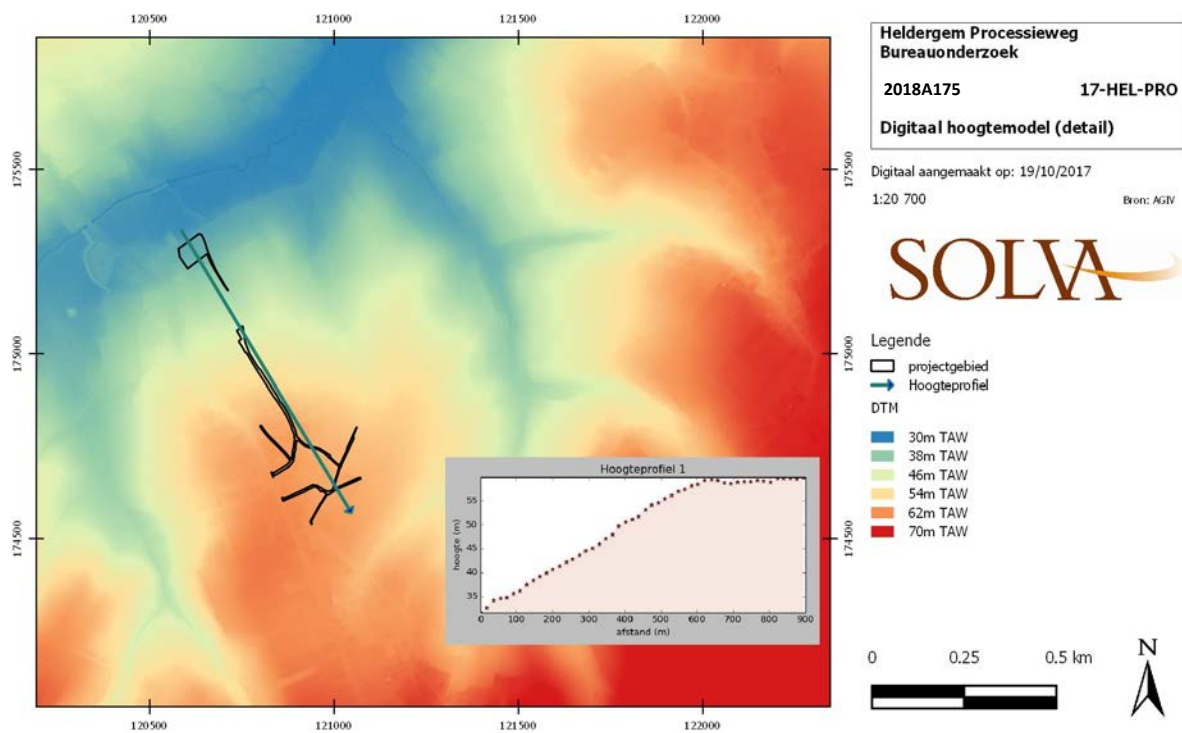 120500 121000 121500 122000
175500
175000
174500
175500
175000
174500
120500 121000 121500 122000
Hoogteprofiel 1
hoogte (m)
55
50
45
40
35
0 100 200 300 400 500 600 700 800 900
afstand (m)
Heldergem Processieweg
Bureauonderzoek
2018A175 17-HEL-PRO
Digitaal hoogtemodel (detail)
Digitaal aangemaakt op: 19/10/2017
1:20 700 Bron: AGIV
SOLVA
Legende
projectgebied
Hoogteprofiel
DTM
30m TAW
38m TAW
46m TAW
54m TAW
62m TAW
70m TAW
0 0.25 0.5 km
N